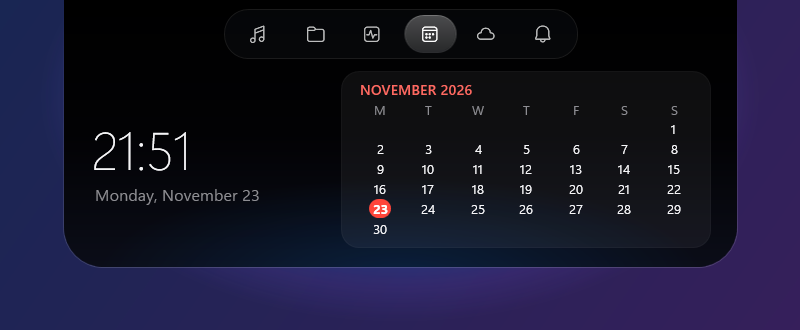 NOVEMBER 2026
M T W T F S S
1
2 3 4 5 6 7 8
9 10 11 12 13 14 15
16 17 18 19 20 21 22
23 24 25 26 27 28 29
30
21:51
Monday, November 23